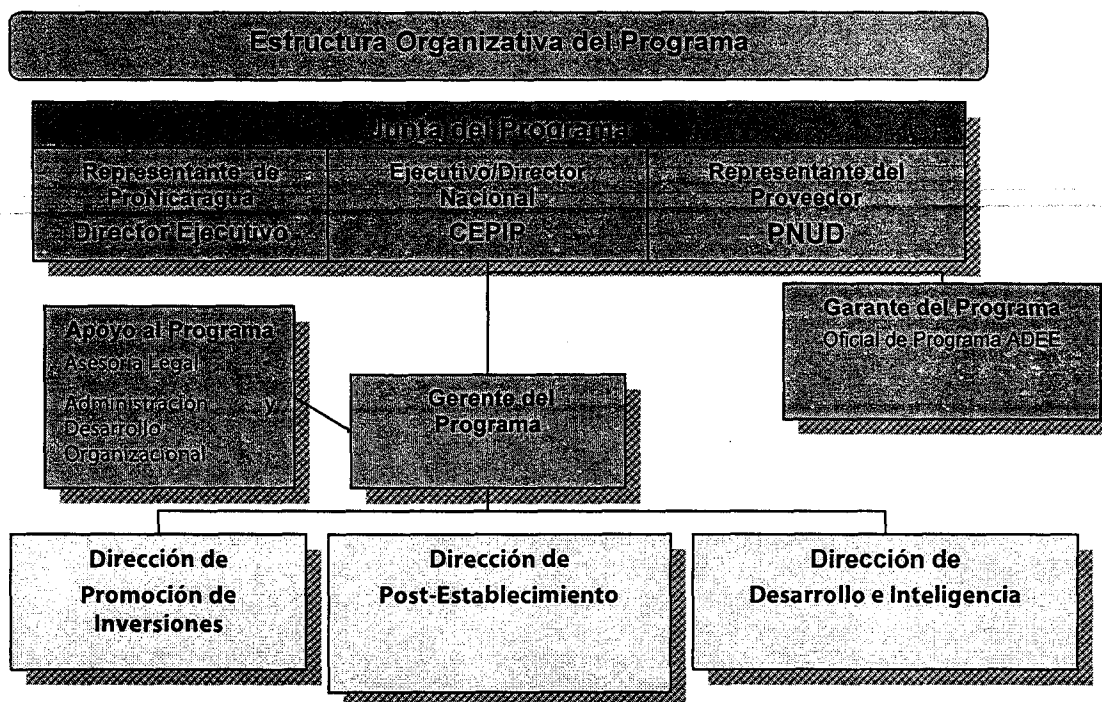 Estructura Organizativa del Programa
Junta del Programa
Representante de
ProNicaragua
Director Ejecutivo
Ejecutivo/Director
Nacional
CEPIP
Representante del
Proveedor
PNUD
Apoyo al Programa
Asesoría Legal
Administración y
Desarrollo
Organizacional
Gerente del
Programa
Garante del Programa
Oficial de Programa ADEE
Dirección de
Promoción de
Inversiones
Dirección de
Post-Establecimiento
Dirección de
Desarrollo e Inteligencia